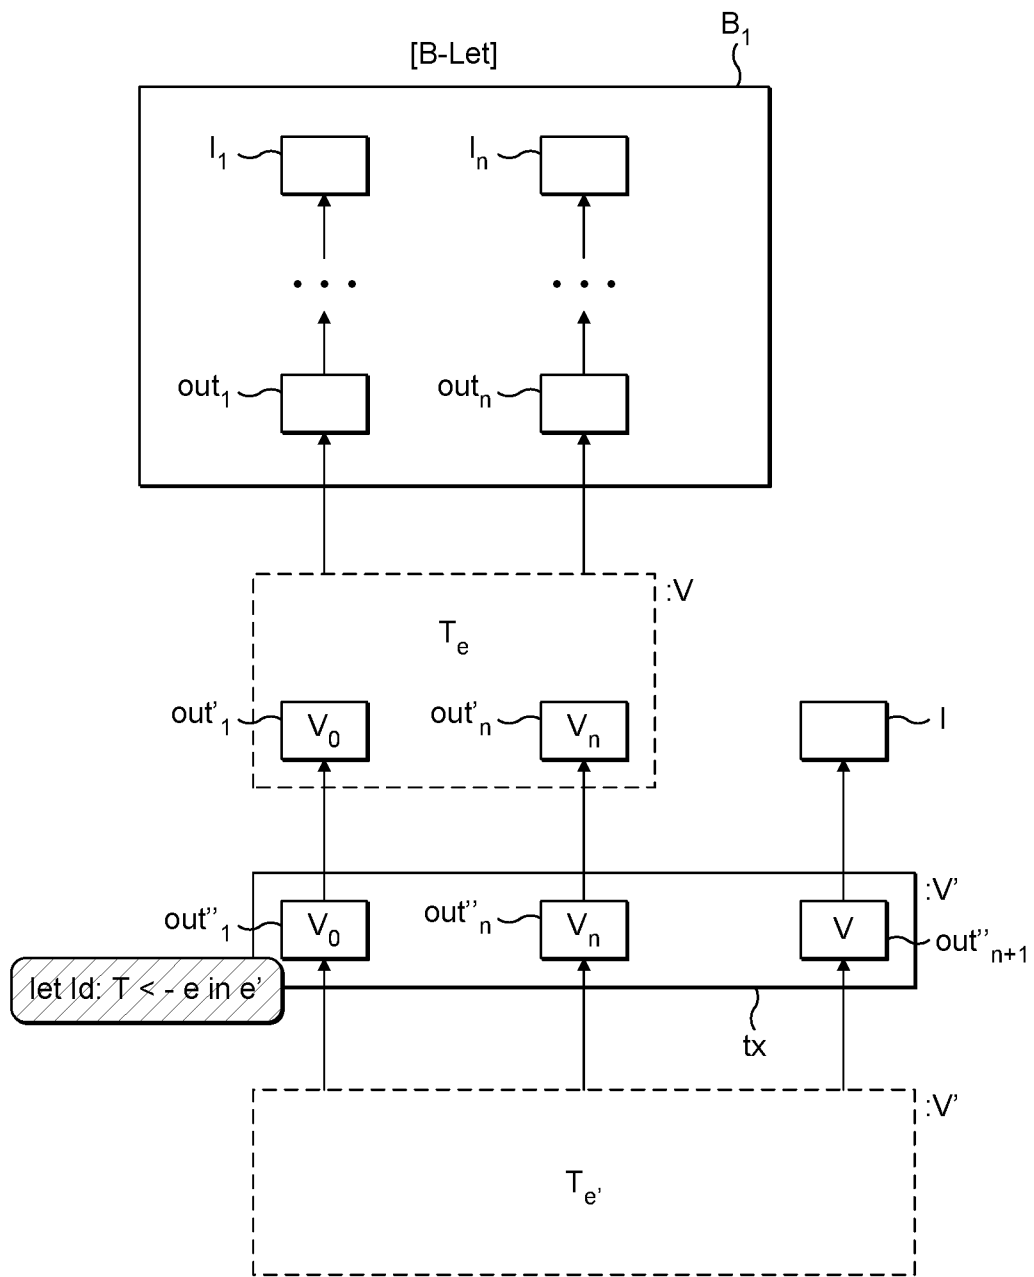 [B-Let]
B1
I1
In
• • •
• • •
out1
outn
:V
Te
out'1
V0
out'n
Vn
I
:V'
out''1
V0
out''n
Vn
V
out''n+1
let Id: T < - e in e'
tx
:V'
Te'